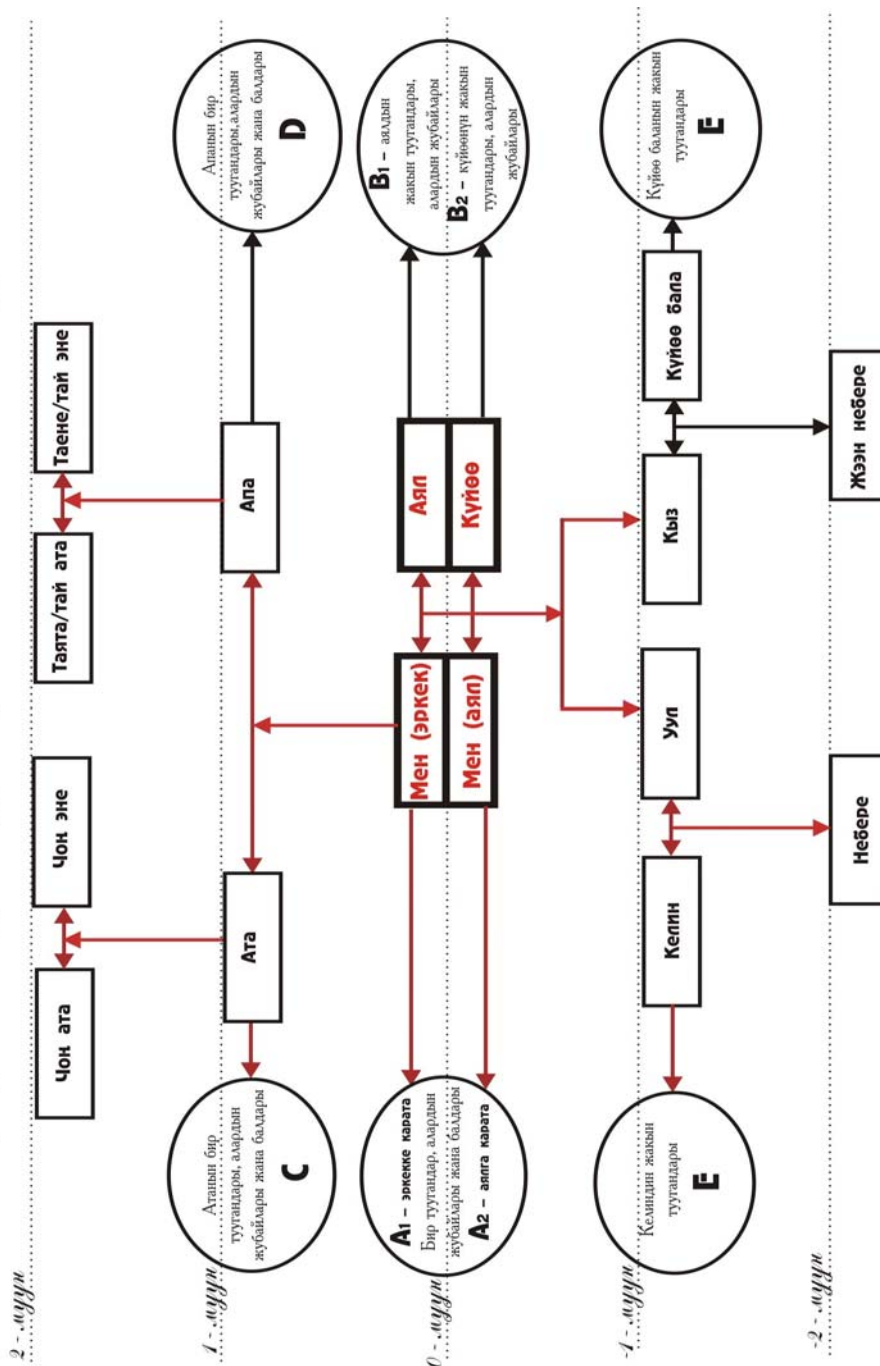 2 - муун
Чоң ата
Чоң эне
Таята/тай ата
Таене/тай эне
1 - муун
Атанын бир
туугандары, алардын
жубайлары жана балдары
C
Ата
Апа
Апанын бир
туугандары,алардын
жубайлары жана балдары
D
0 - муун
A1 – эркекке карата
Бир туугандар, алардын
жубайлары жана балдары
A2 – аялга карата
Мен (эркек)
Мен (аял)
Аял
Күйөө
B1 – аялдын
жакын туугандары,
алардын жубайлары
B2 – күйөөнүн жакын
туугандары, алардын
жубайлары
-1 - муун
Келиндин жакын
туугандары
E
Келин
Уул
Кыз
Күйөө бала
Күйөө баланын жакын
туугандары
E
-2 - муун
Небере
Жээн небере